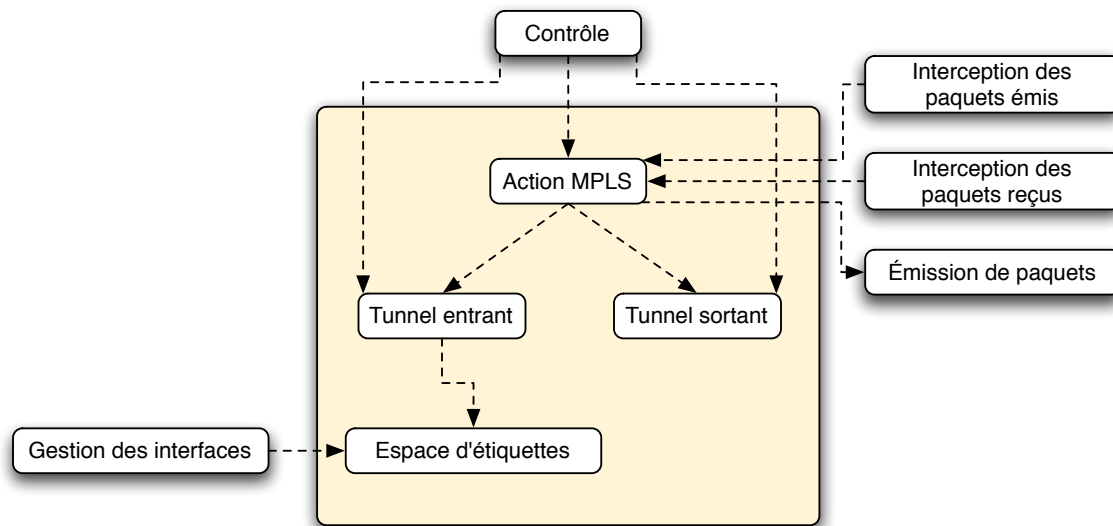 Contrôle
Interception des
paquets émis
Action MPLS
Interception des
paquets reçus
Émission de paquets
Tunnel entrant
Tunnel sortant
Gestion des interfaces
Espace d'étiquettes